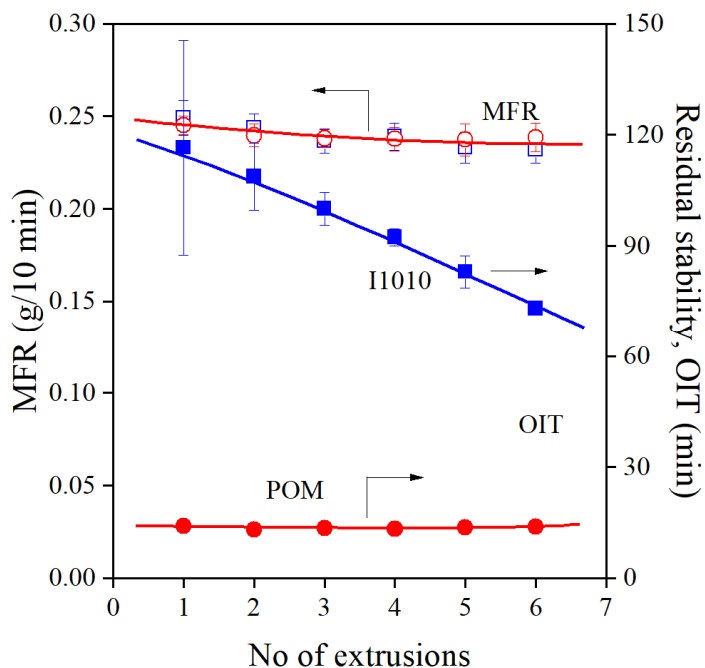 0.30
0.25
0.20
0.15
0.10
0.05
0.00
MFR (g/10 min)
150
120
90
60
30
0
Residual stability, OIT (min)
MFR
I1010
OIT
POM
0 1 2 3 4 5 6 7
No of extrusions